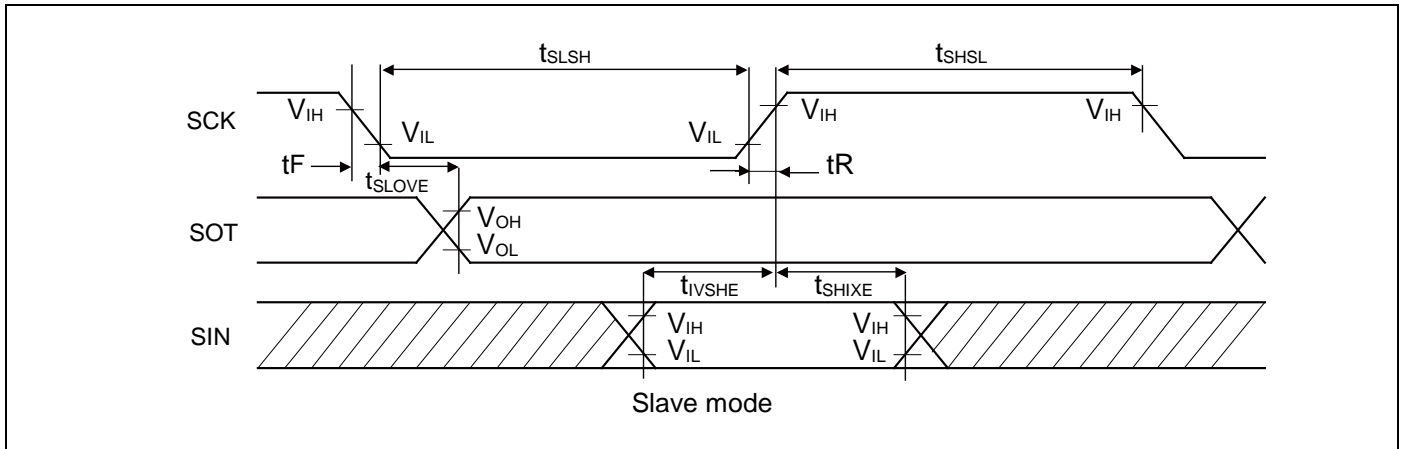 tSLSH
tSHSL
SCK
VIH
VIL
VIL
VIH
VIH
tF
tSLOVE
tR
SOT
VOH
VOL
tIVSHE
tSHIXE
SIN
VIH
VIL
VIH
VIL
Slave mode